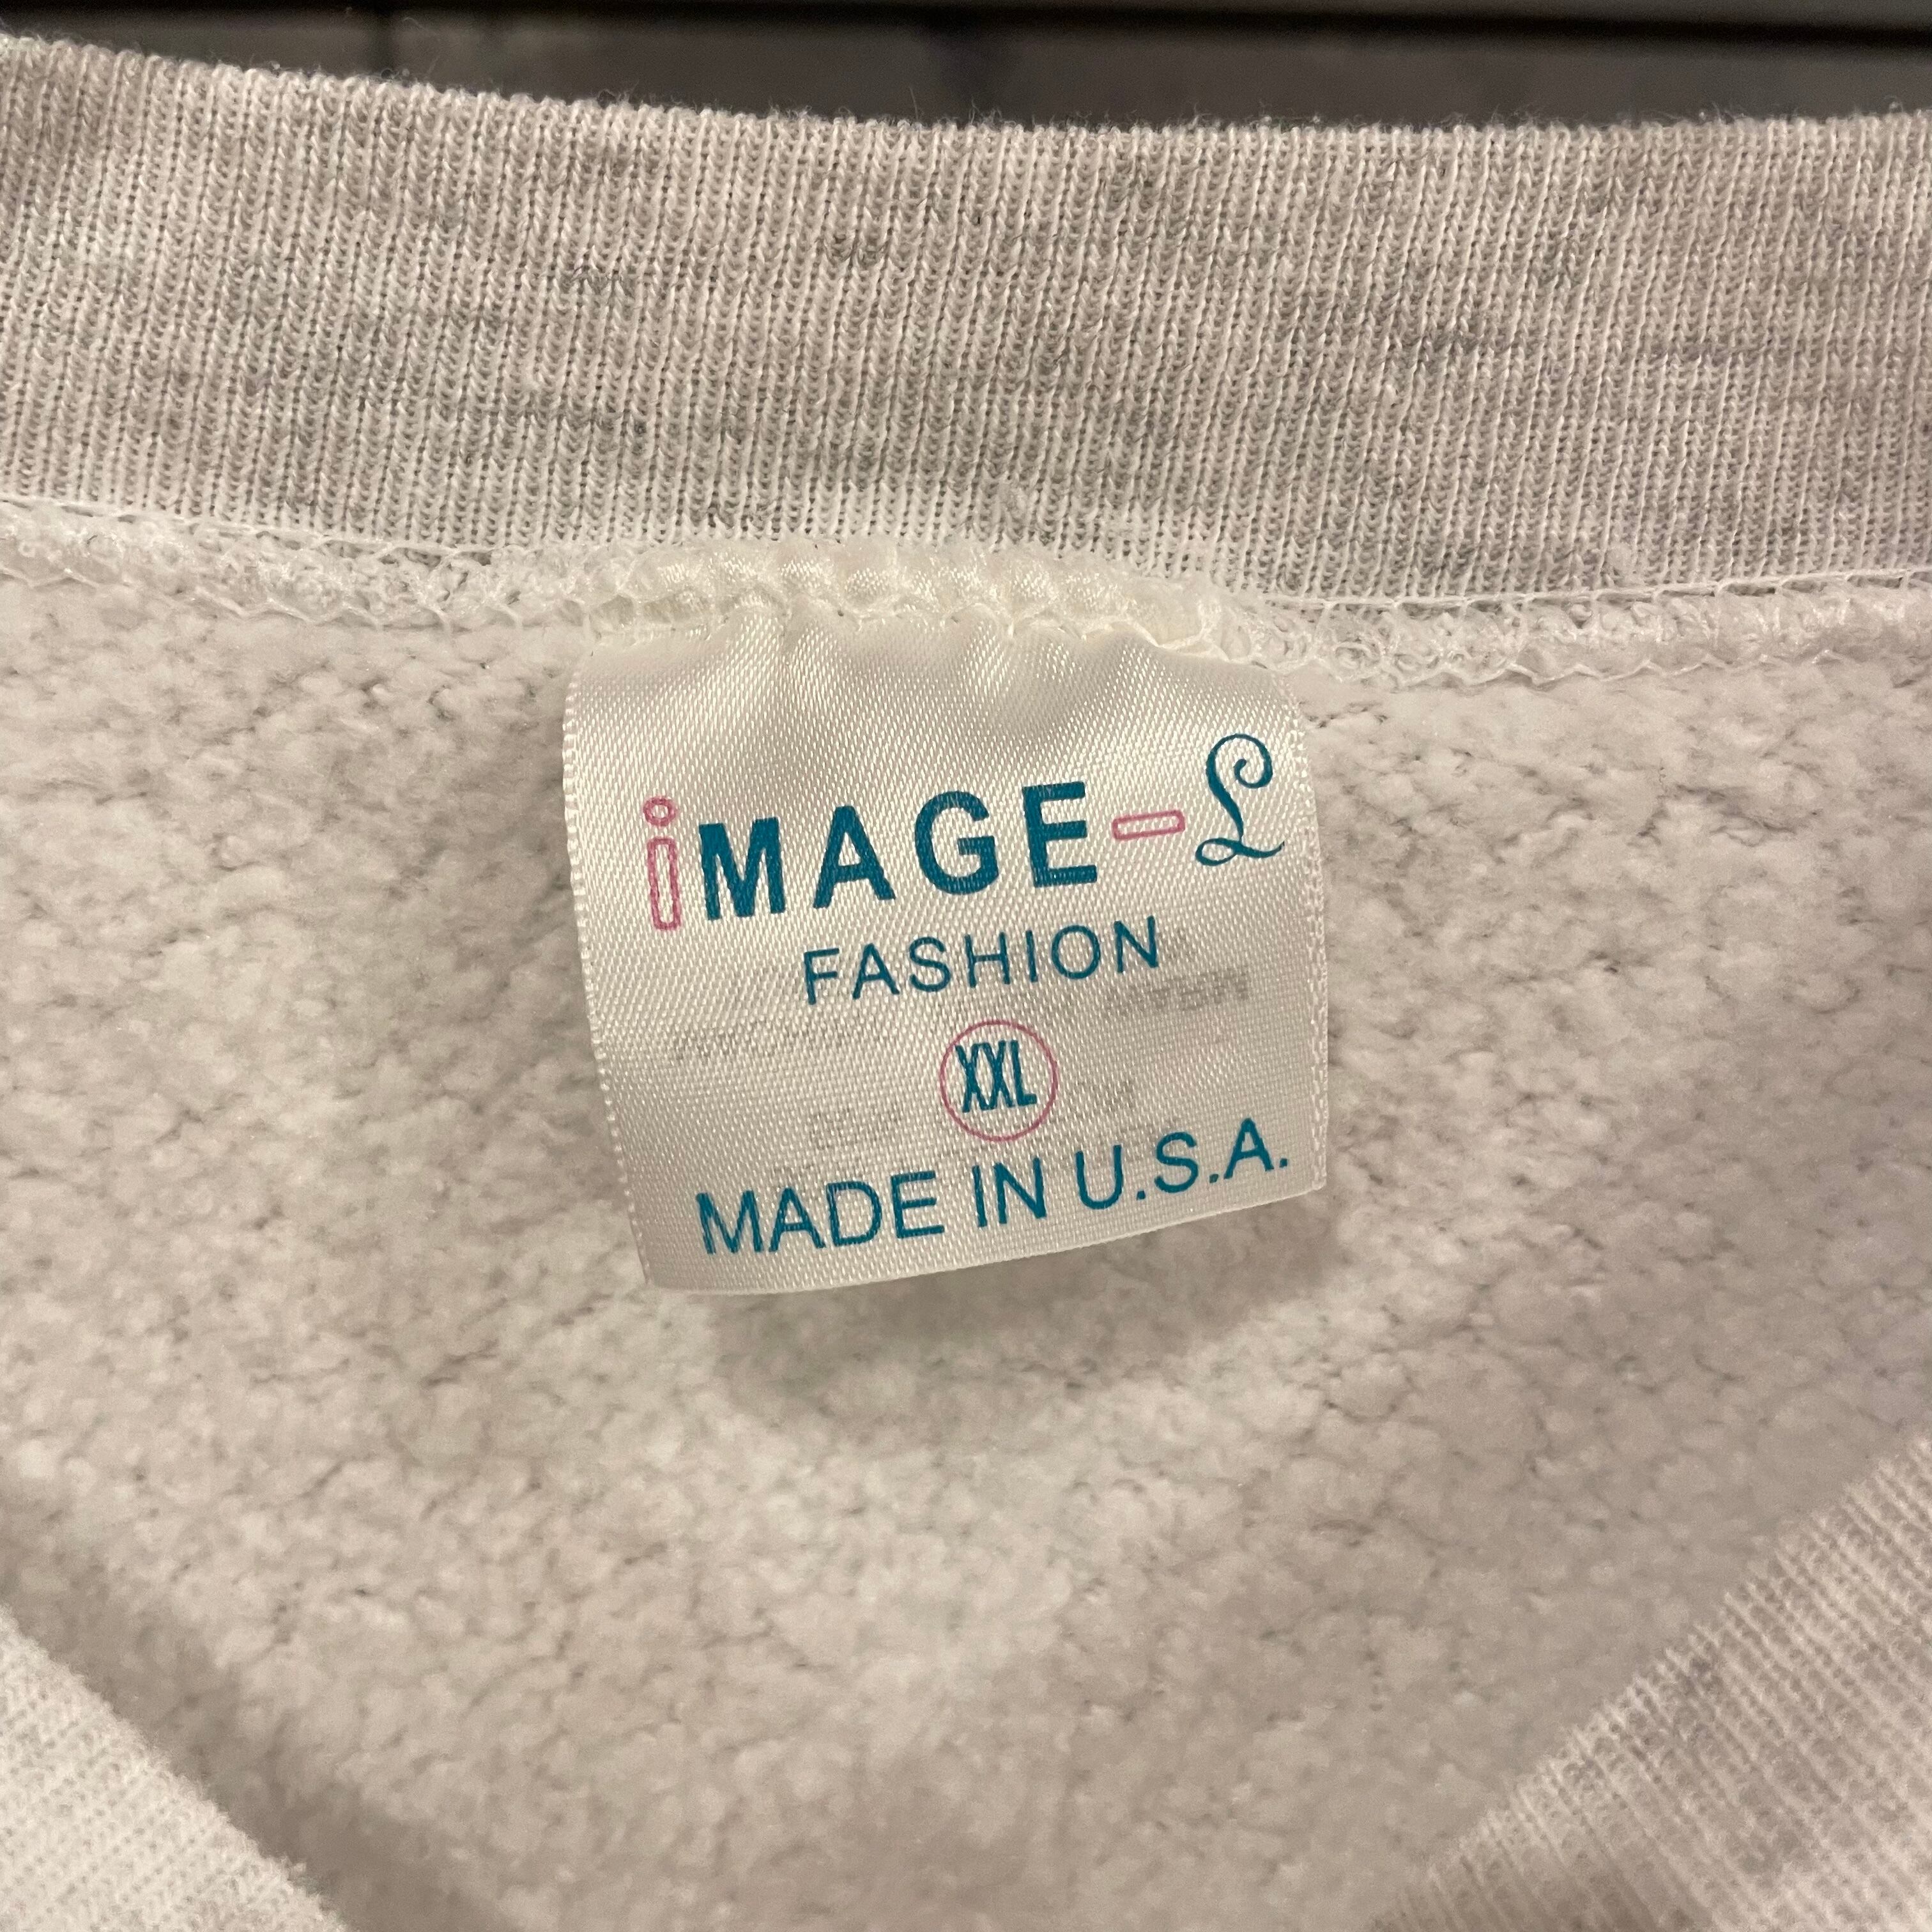 iMAGE-L
FASHION
XXL
MADE IN U.S.A.